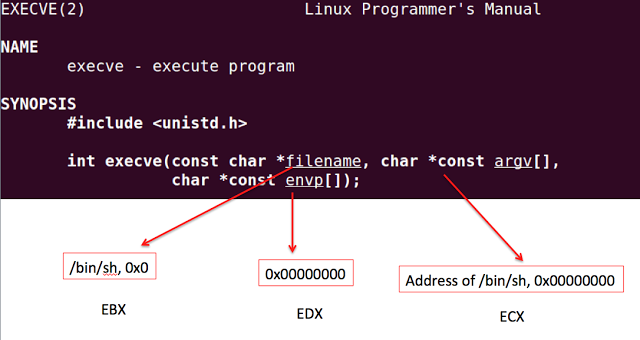 EXECVE(2) Linux Programmer's Manual
NAME
execve - execute program
SYNOPSIS
#include <unistd.h>
int execve(const char *filename, char *const argv[],
char *const envp[]);
/bin/sh, 0x0
0x00000000
Address of /bin/sh, 0x00000000
EBX
EDX
ECX